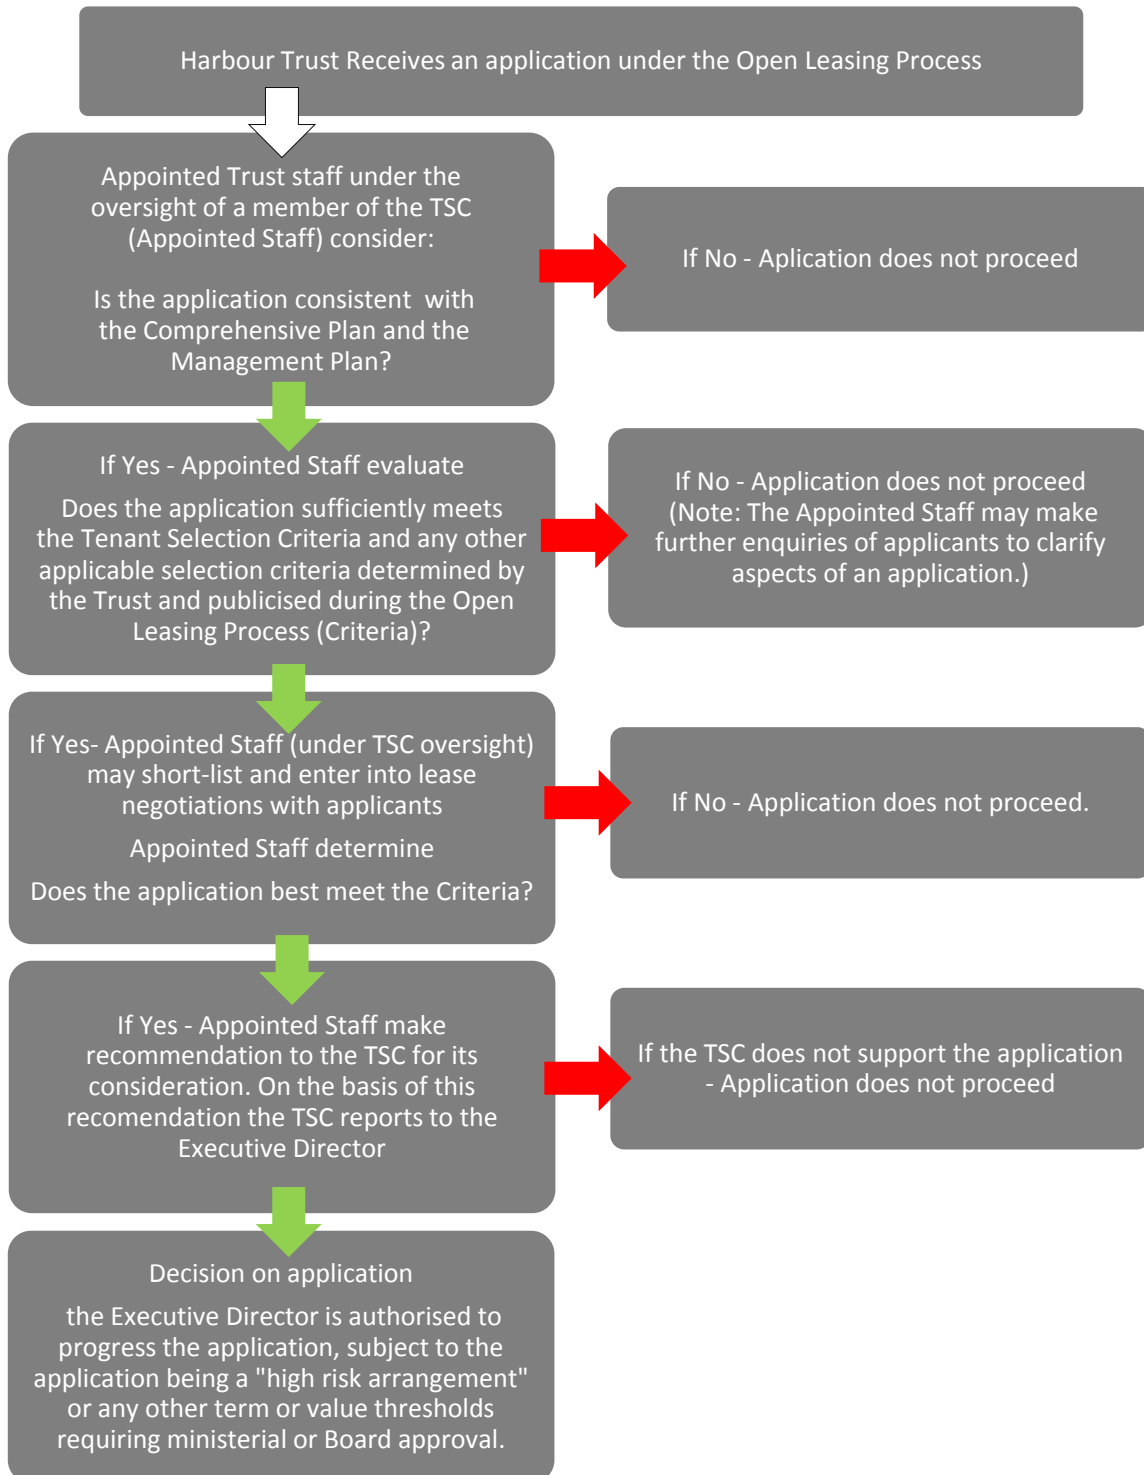 Harbour Trust Receives an application under the Open Leasing Process
Appointed Trust staff under the
oversight of a member of the TSC
(Appointed Staff) consider:
Is the application consistent with
the Comprehensive Plan and the
Management Plan?
If No - Aplication does not proceed
If Yes - Appointed Staff evaluate
Does the application sufficiently meets
the Tenant Selection Criteria and any other
applicable selection criteria determined by
the Trust and publicised during the Open
Leasing Process (Criteria)?
If No - Application does not proceed
(Note: The Appointed Staff may make
further enquiries of applicants to clarify
aspects of an application.)
If Yes- Appointed Staff (under TSC oversight)
may short-list and enter into lease
negotiations with applicants
Appointed Staff determine
Does the application best meet the Criteria?
If No - Application does not proceed.
If Yes - Appointed Staff make
recommendation to the TSC for its
consideration. On the basis of this
recomendation the TSC reports to the
Executive Director
If the TSC does not support the application
- Application does not proceed
Decision on application
the Executive Director is authorised to
progress the application, subject to the
application being a "high risk arrangement"
or any other term or value thresholds
requiring ministerial or Board approval.